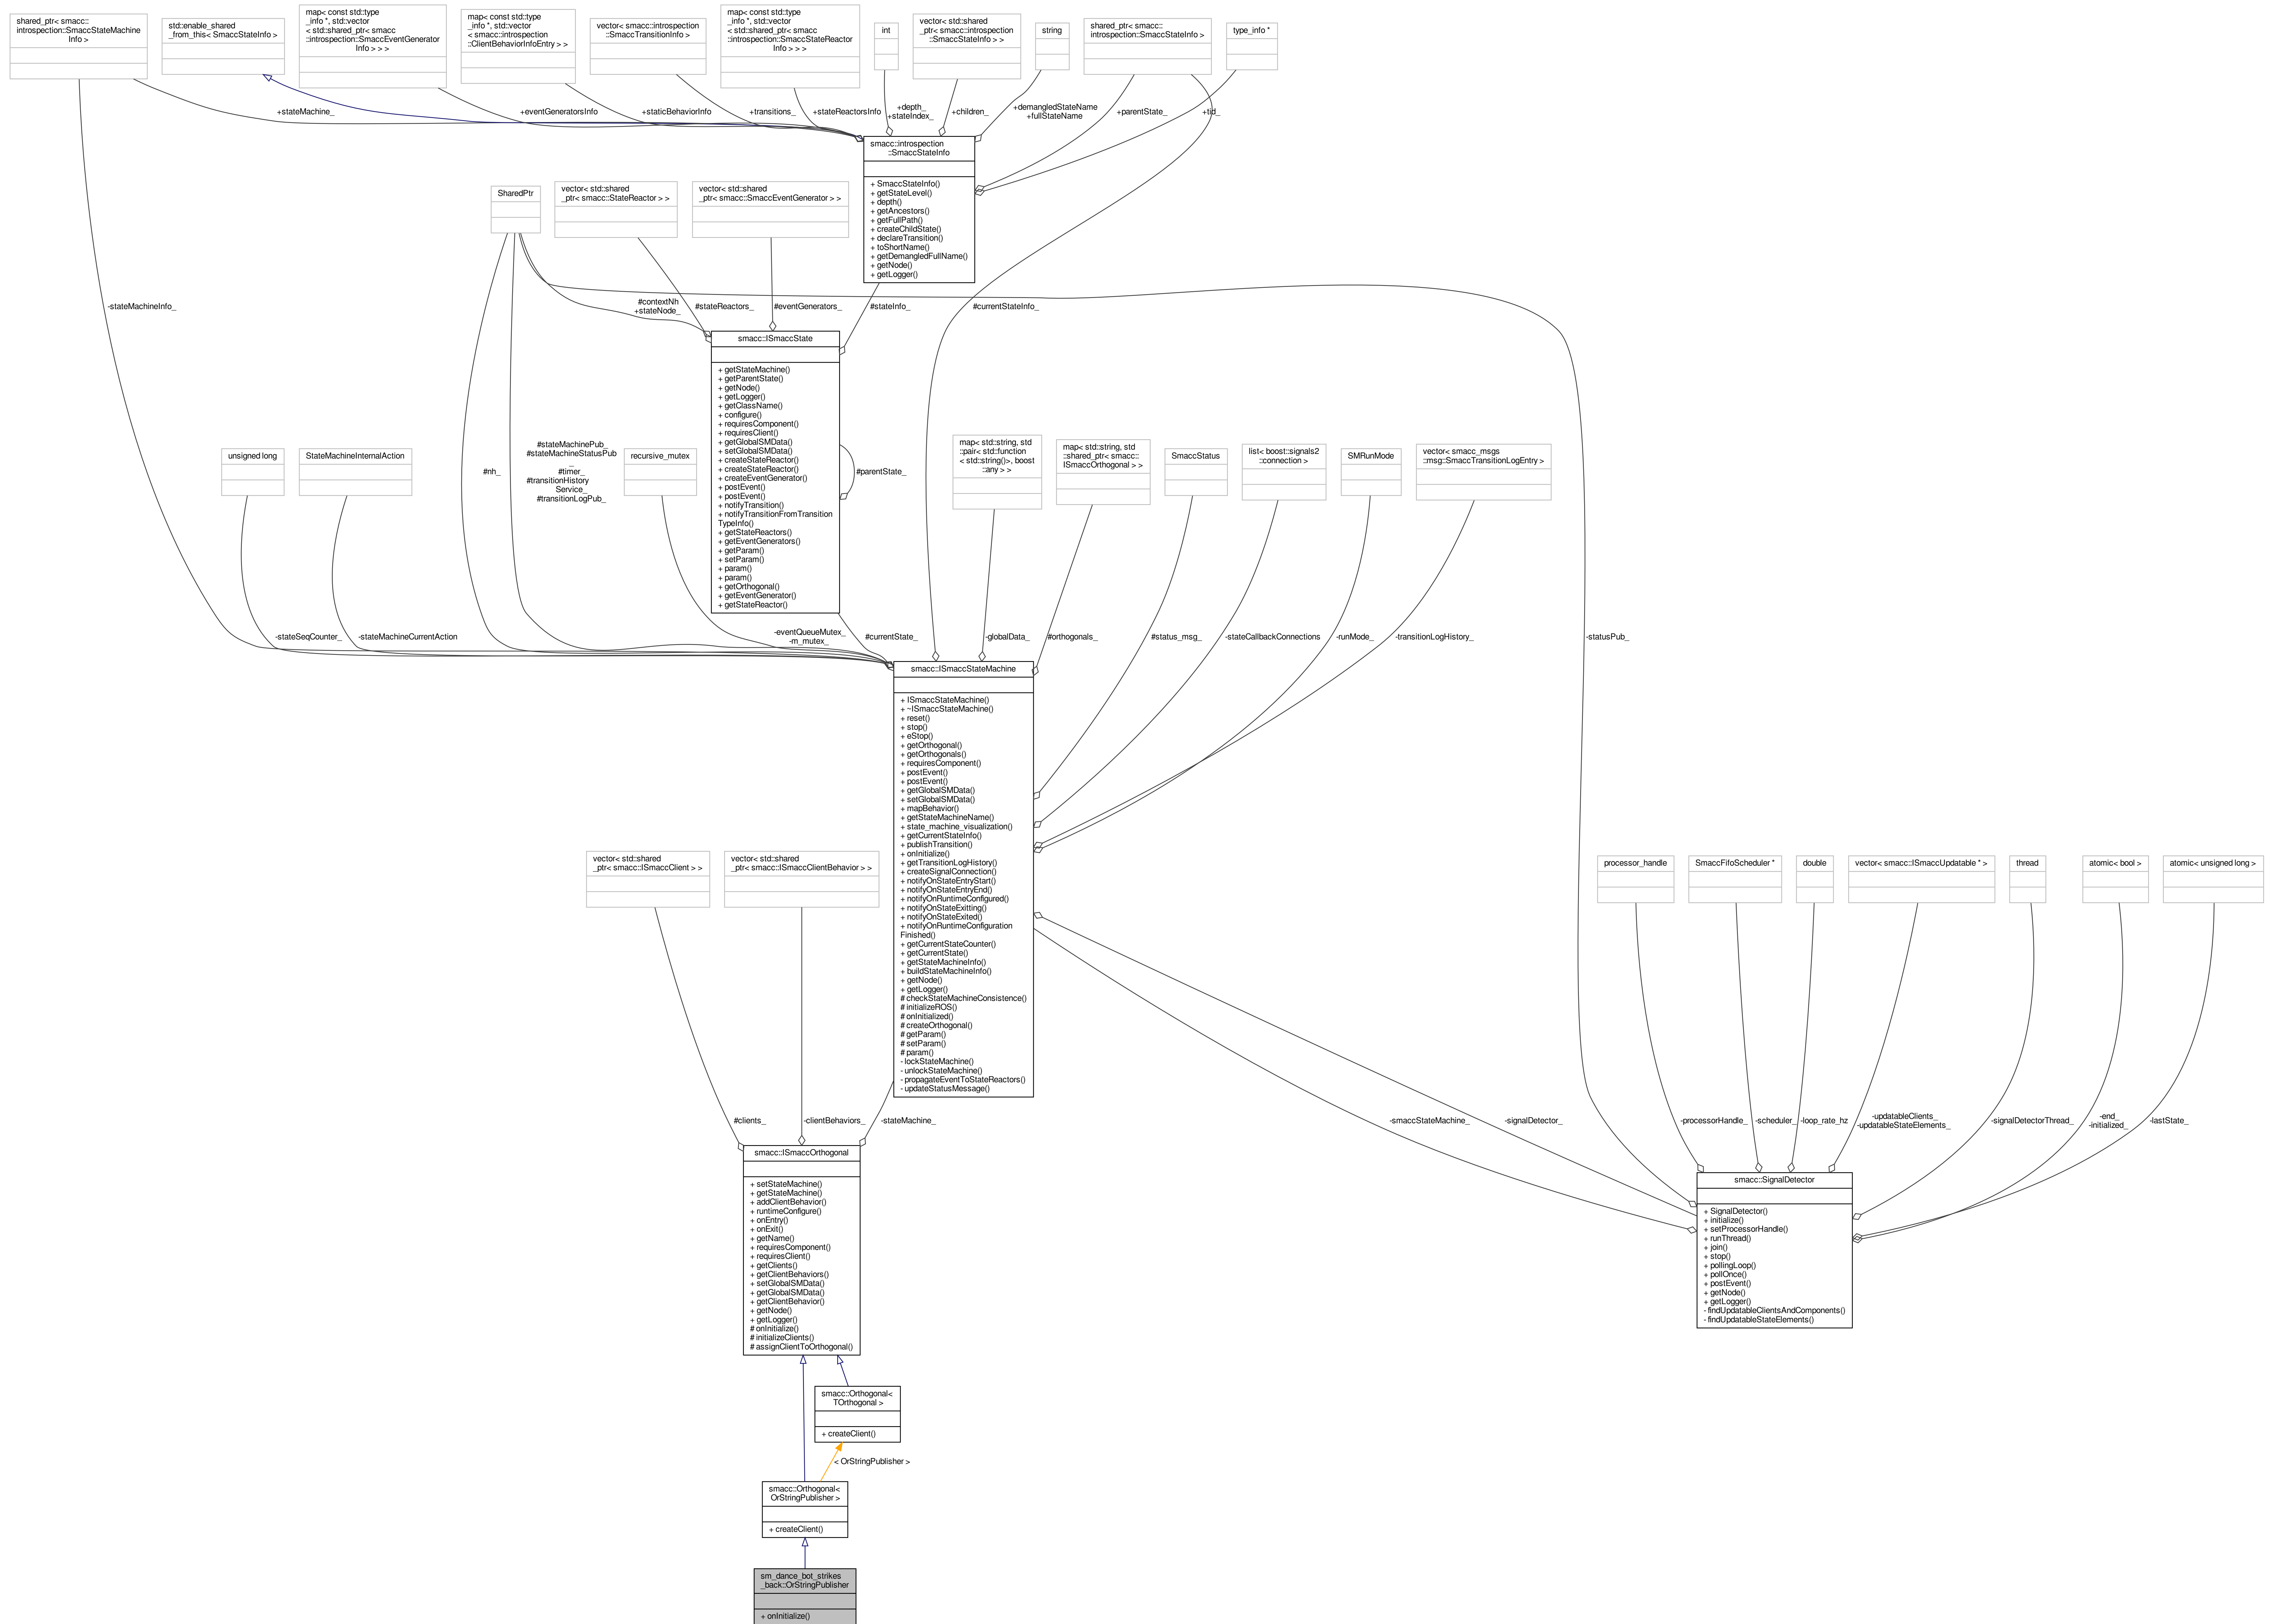 shared_ptr< smacc::
introspection::SmaccStateMachine
Info >
std::enable_shared
_from_this< SmaccStateInfo >
map< const std::type
_info *, std::vector
< std::shared_ptr< smacc
::introspection::SmaccEventGenerator
Info > > >
map< const std::type
_info *, std::vector
< smacc::introspection
::ClientBehaviorInfoEntry > >
vector< smacc::introspection
::SmaccTransitionInfo >
map< const std::type
_info *, std::vector
< std::shared_ptr< smacc
::introspection::SmaccStateReactor
Info > > >
int
vector< std::shared
_ptr< smacc::introspection
::SmaccStateInfo > >
string
shared_ptr< smacc::
introspection::SmaccStateInfo >
type_info *
+stateMachine_
+eventGeneratorsInfo
+staticBehaviorInfo
+transitions_
+stateReactorsInfo
+depth_
+stateIndex_
+children_
+demangledStateName
+fullStateName
+parentState_
+tid_
smacc::introspection
::SmaccStateInfo
+ SmaccStateInfo()
+ getStateLevel()
+ depth()
+ getAncestors()
+ getFullPath()
+ createChildState()
+ declareTransition()
+ toShortName()
+ getDemangledFullName()
+ getNode()
+ getLogger()
SharedPtr
vector< std::shared
_ptr< smacc::StateReactor > >
vector< std::shared
_ptr< smacc::SmaccEventGenerator > >
-stateMachineInfo_
#contextNh
+stateNode_
#stateReactors_
#eventGenerators_
#stateInfo_
#currentStateInfo_
smacc::ISmaccState
+ getStateMachine()
+ getParentState()
+ getNode()
+ getLogger()
+ getClassName()
+ configure()
+ requiresComponent()
+ requiresClient()
+ getGlobalSMData()
+ setGlobalSMData()
+ createStateReactor()
+ createStateReactor()
+ createEventGenerator()
+ postEvent()
+ postEvent()
+ notifyTransition()
+ notifyTransitionFromTransition
TypeInfo()
+ getStateReactors()
+ getEventGenerators()
+ getParam()
+ setParam()
+ param()
+ param()
+ getOrthogonal()
+ getEventGenerator()
+ getStateReactor()
#parentState_
unsigned long
StateMachineInternalAction
#nh_
#stateMachinePub_
#stateMachineStatusPub
_
#timer_
#transitionHistory
Service_
#transitionLogPub_
recursive_mutex
map< std::string, std
::pair< std::function
< std::string()>, boost
::any > >
map< std::string, std
::shared_ptr< smacc::
ISmaccOrthogonal > >
SmaccStatus
list< boost::signals2
::connection >
SMRunMode
vector< smacc_msgs
::msg::SmaccTransitionLogEntry >
-stateSeqCounter_
-stateMachineCurrentAction
-eventQueueMutex_
-m_mutex_
#currentState_
-globalData_
#orthogonals_
#status_msg_
-stateCallbackConnections
-runMode_
-transitionLogHistory_
-statusPub_
smacc::ISmaccStateMachine
+ ISmaccStateMachine()
+ ~ISmaccStateMachine()
+ reset()
+ stop()
+ eStop()
+ getOrthogonal()
+ getOrthogonals()
+ requiresComponent()
+ postEvent()
+ postEvent()
+ getGlobalSMData()
+ setGlobalSMData()
+ mapBehavior()
+ getStateMachineName()
+ state_machine_visualization()
+ getCurrentStateInfo()
+ publishTransition()
+ onInitialize()
+ getTransitionLogHistory()
+ createSignalConnection()
+ notifyOnStateEntryStart()
+ notifyOnStateEntryEnd()
+ notifyOnRuntimeConfigured()
+ notifyOnStateExitting()
+ notifyOnStateExited()
+ notifyOnRuntimeConfiguration
Finished()
+ getCurrentStateCounter()
+ getCurrentState()
+ getStateMachineInfo()
+ buildStateMachineInfo()
+ getNode()
+ getLogger()
# checkStateMachineConsistence()
# initializeROS()
# onInitialized()
# createOrthogonal()
# getParam()
# setParam()
# param()
- lockStateMachine()
- unlockStateMachine()
- propagateEventToStateReactors()
- updateStatusMessage()
vector< std::shared
_ptr< smacc::ISmaccClient > >
vector< std::shared
_ptr< smacc::ISmaccClientBehavior > >
processor_handle
SmaccFifoScheduler *
double
vector< smacc::ISmaccUpdatable * >
thread
atomic< bool >
atomic< unsigned long >
#clients_
-clientBehaviors_
-stateMachine_
-smaccStateMachine_
-signalDetector_
-processorHandle_
-scheduler_
-loop_rate_hz
-updatableClients_
-updatableStateElements_
-signalDetectorThread_
-end_
-initialized_
-lastState_
smacc::ISmaccOrthogonal
+ setStateMachine()
+ getStateMachine()
+ addClientBehavior()
+ runtimeConfigure()
+ onEntry()
+ onExit()
+ getName()
+ requiresComponent()
+ requiresClient()
+ getClients()
+ getClientBehaviors()
+ setGlobalSMData()
+ getGlobalSMData()
+ getClientBehavior()
+ getNode()
+ getLogger()
# onInitialize()
# initializeClients()
# assignClientToOrthogonal()
smacc::SignalDetector
+ SignalDetector()
+ initialize()
+ setProcessorHandle()
+ runThread()
+ join()
+ stop()
+ pollingLoop()
+ pollOnce()
+ postEvent()
+ getNode()
+ getLogger()
- findUpdatableClientsAndComponents()
- findUpdatableStateElements()
smacc::Orthogonal<
TOrthogonal >
+ createClient()
< OrStringPublisher >
smacc::Orthogonal<
OrStringPublisher >
+ createClient()
sm_dance_bot_strikes
_back::OrStringPublisher
+ onInitialize()